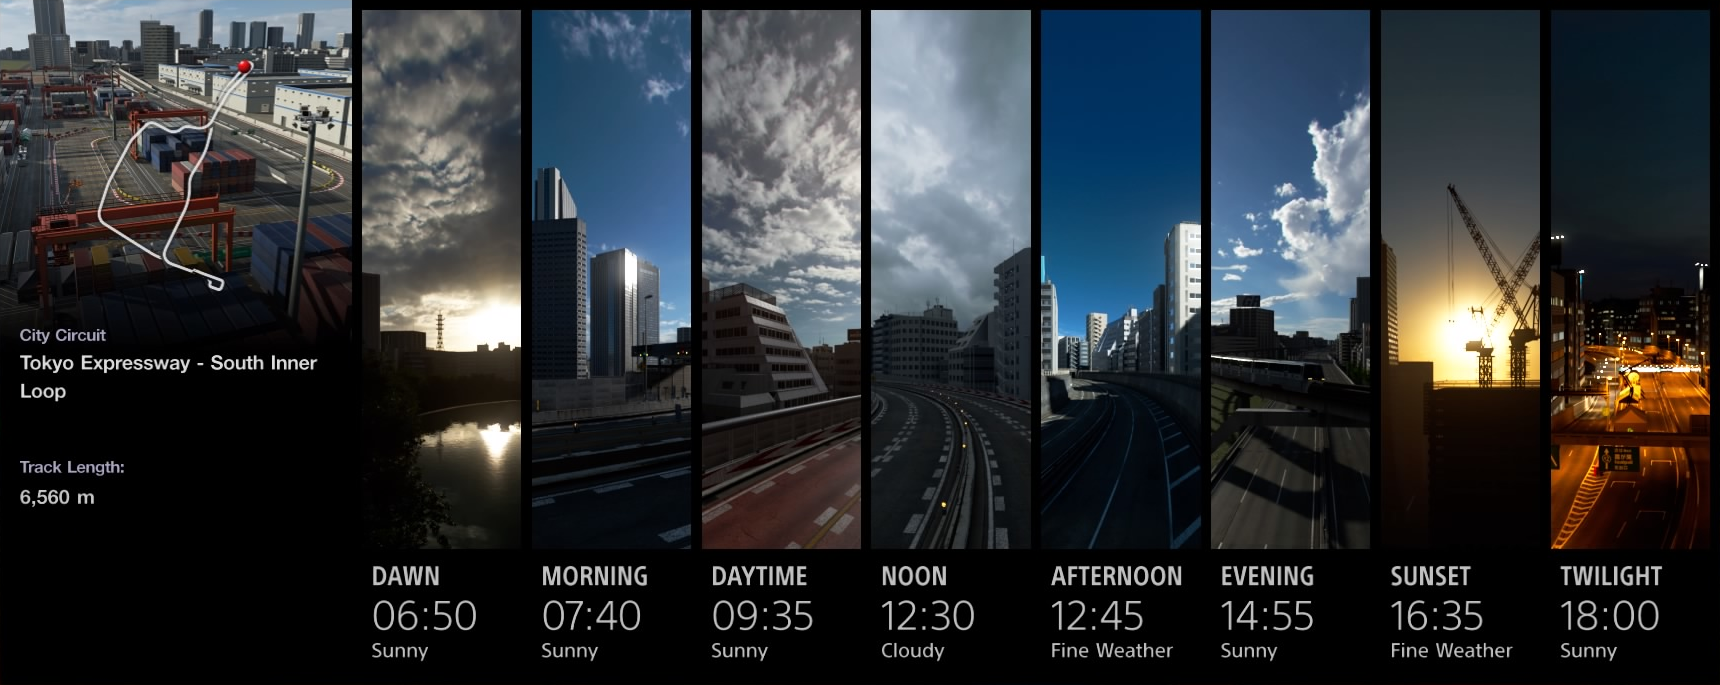 City Circuit
Tokyo Expressway - South Inner
Loop
Track Length:
6,560 m
DAWN
06:50
Sunny
MORNING
07:40
Sunny
DAYTIME
09:35
Sunny
NOON
12:30
Cloudy
AFTERNOON
12:45
Fine Weather
EVENING
14:55
Sunny
SUNSET
16:35
Fine Weather
TWILIGHT
18:00
Sunny